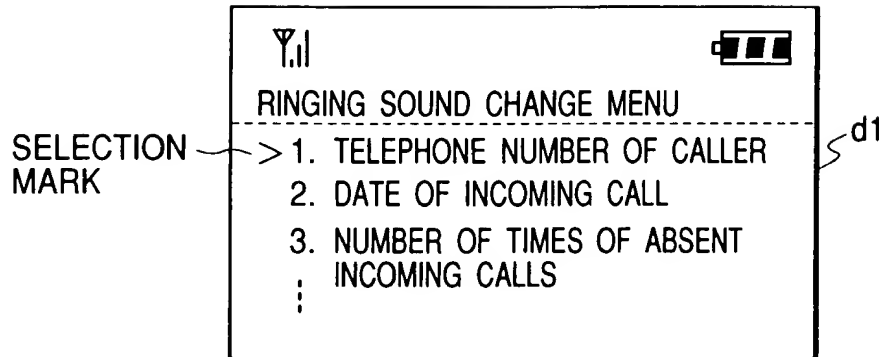 RINGING SOUND CHANGE MENU
SELECTION MARK
> 1. TELEPHONE NUMBER OF CALLER
d1
2. DATE OF INCOMING CALL
3. NUMBER OF TIMES OF ABSENT
INCOMING CALLS